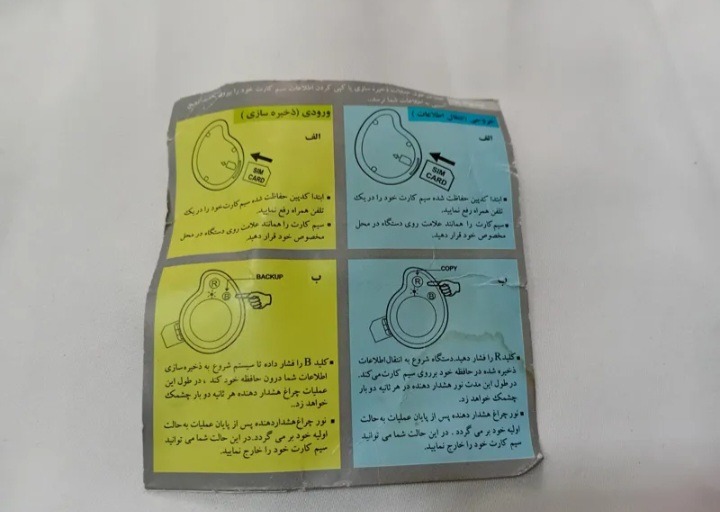 ورودی (ذخیره سازی)
الف
SIM
CARD
▪ ابتدا کدپین حفاظت شده سیم کارت خود را در یک
تلفن همراه رفع نمایید.
▪ سیم کارت را همانند علامت روی دستگاه در محل
مخصوص خود قرار دهید.
ب
BACKUP
R
B
▪ کلید B را فشار داده تا سیستم شروع به ذخیره سازی
اطلاعات شما درون حافظه خود کند ، در طول این
عملیات چراغ هشدار دهنده هر ثانیه دو بار چشمک
خواهد زد.
▪ نور چراغ هشدار دهنده پس از پایان عملیات به حالت
اولیه خود بر می گردد. در این حالت شما می توانید
سیم کارت خود را خارج نمایید.
خروجی (انتقال اطلاعات)
الف
SIM
CARD
▪ ابتدا کدپین حفاظت شده سیم کارت خود را در یک
تلفن همراه رفع نمایید.
▪ سیم کارت را همانند علامت روی دستگاه در محل
مخصوص خود قرار دهید.
ب
COPY
R
B
▪ کلید R را فشار دهید. دستگاه شروع به انتقال اطلاعات
ذخیره شده در حافظه خود بر روی سیم کارت می کند.
در طول این مدت نور هشدار دهنده در هر ثانیه دو بار
چشمک خواهد زد.
▪ نور چراغ هشدار دهنده پس از پایان عملیات به حالت
اولیه خود بر می گردد . در این حالت شما می توانید
سیم کارت خود را خارج نمایید.